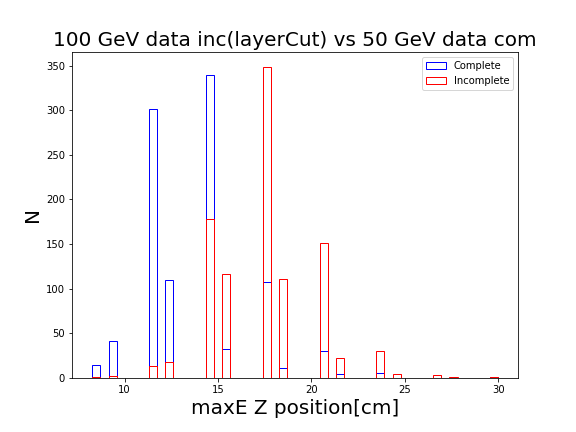 100 GeV data inc(layerCut) vs 50 GeV data com
Complete
Incomplete
350
300
250
200
150
100
50
0
N
10 15 20 25 30
maxE Z position[cm]